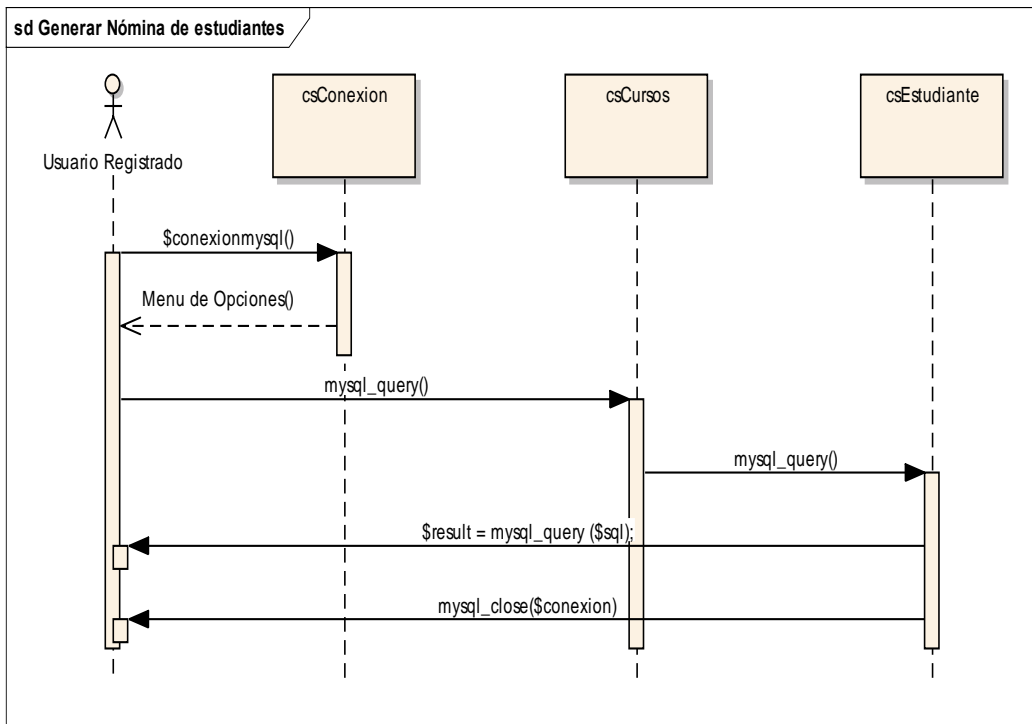 sd Generar Nómina de estudiantes
csConexion
csCursos
csEstudiante
Usuario Registrado
$conexionmysql()
Menu de Opciones()
mysql_query()
mysql_query()
$result = mysql_query ($sql);
mysql_close($conexion)